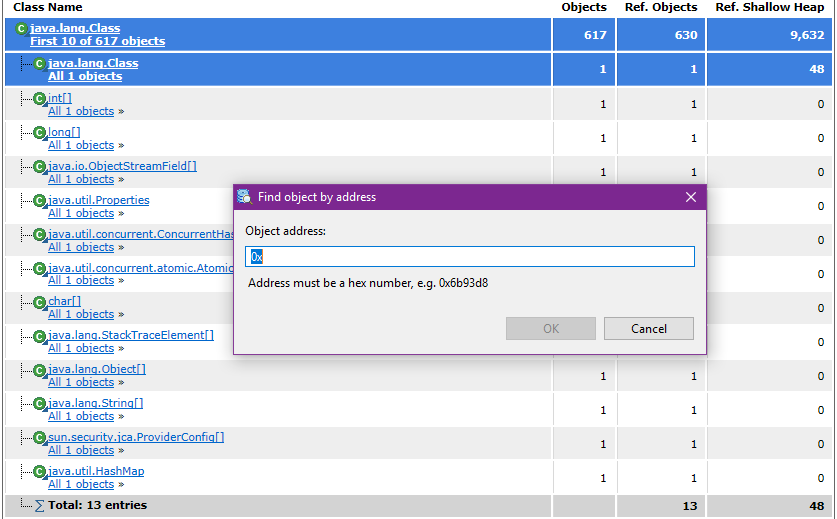 Class Name Objects Ref. Objects Ref. Shallow Heap
java.lang.Class
First 10 of 617 objects 617 630 9,632
java.lang.Class
All 1 objects 1 1 48
int[]
All 1 objects » 1 1 0
long[]
All 1 objects » 1 1 0
java.io.ObjectStreamField[]
All 1 objects » 1 1 0
java.util.Properties
All 1 objects » 0
java.util.concurrent.ConcurrentHas
All 1 objects » 0
java.util.concurrent.atomic.Atomic
All 1 objects » 0
char[]
All 1 objects » 0
java.lang.StackTraceElement[]
All 1 objects » 0
java.lang.Object[]
All 1 objects » 1 1 0
java.lang.String[]
All 1 objects » 1 1 0
sun.security.jca.ProviderConfig[]
All 1 objects » 1 1 0
java.util.HashMap
All 1 objects » 1 1 0
∑ Total: 13 entries 13 48
Find object by address
Object address:
0x
Address must be a hex number, e.g. 0x6b93d8
OK Cancel